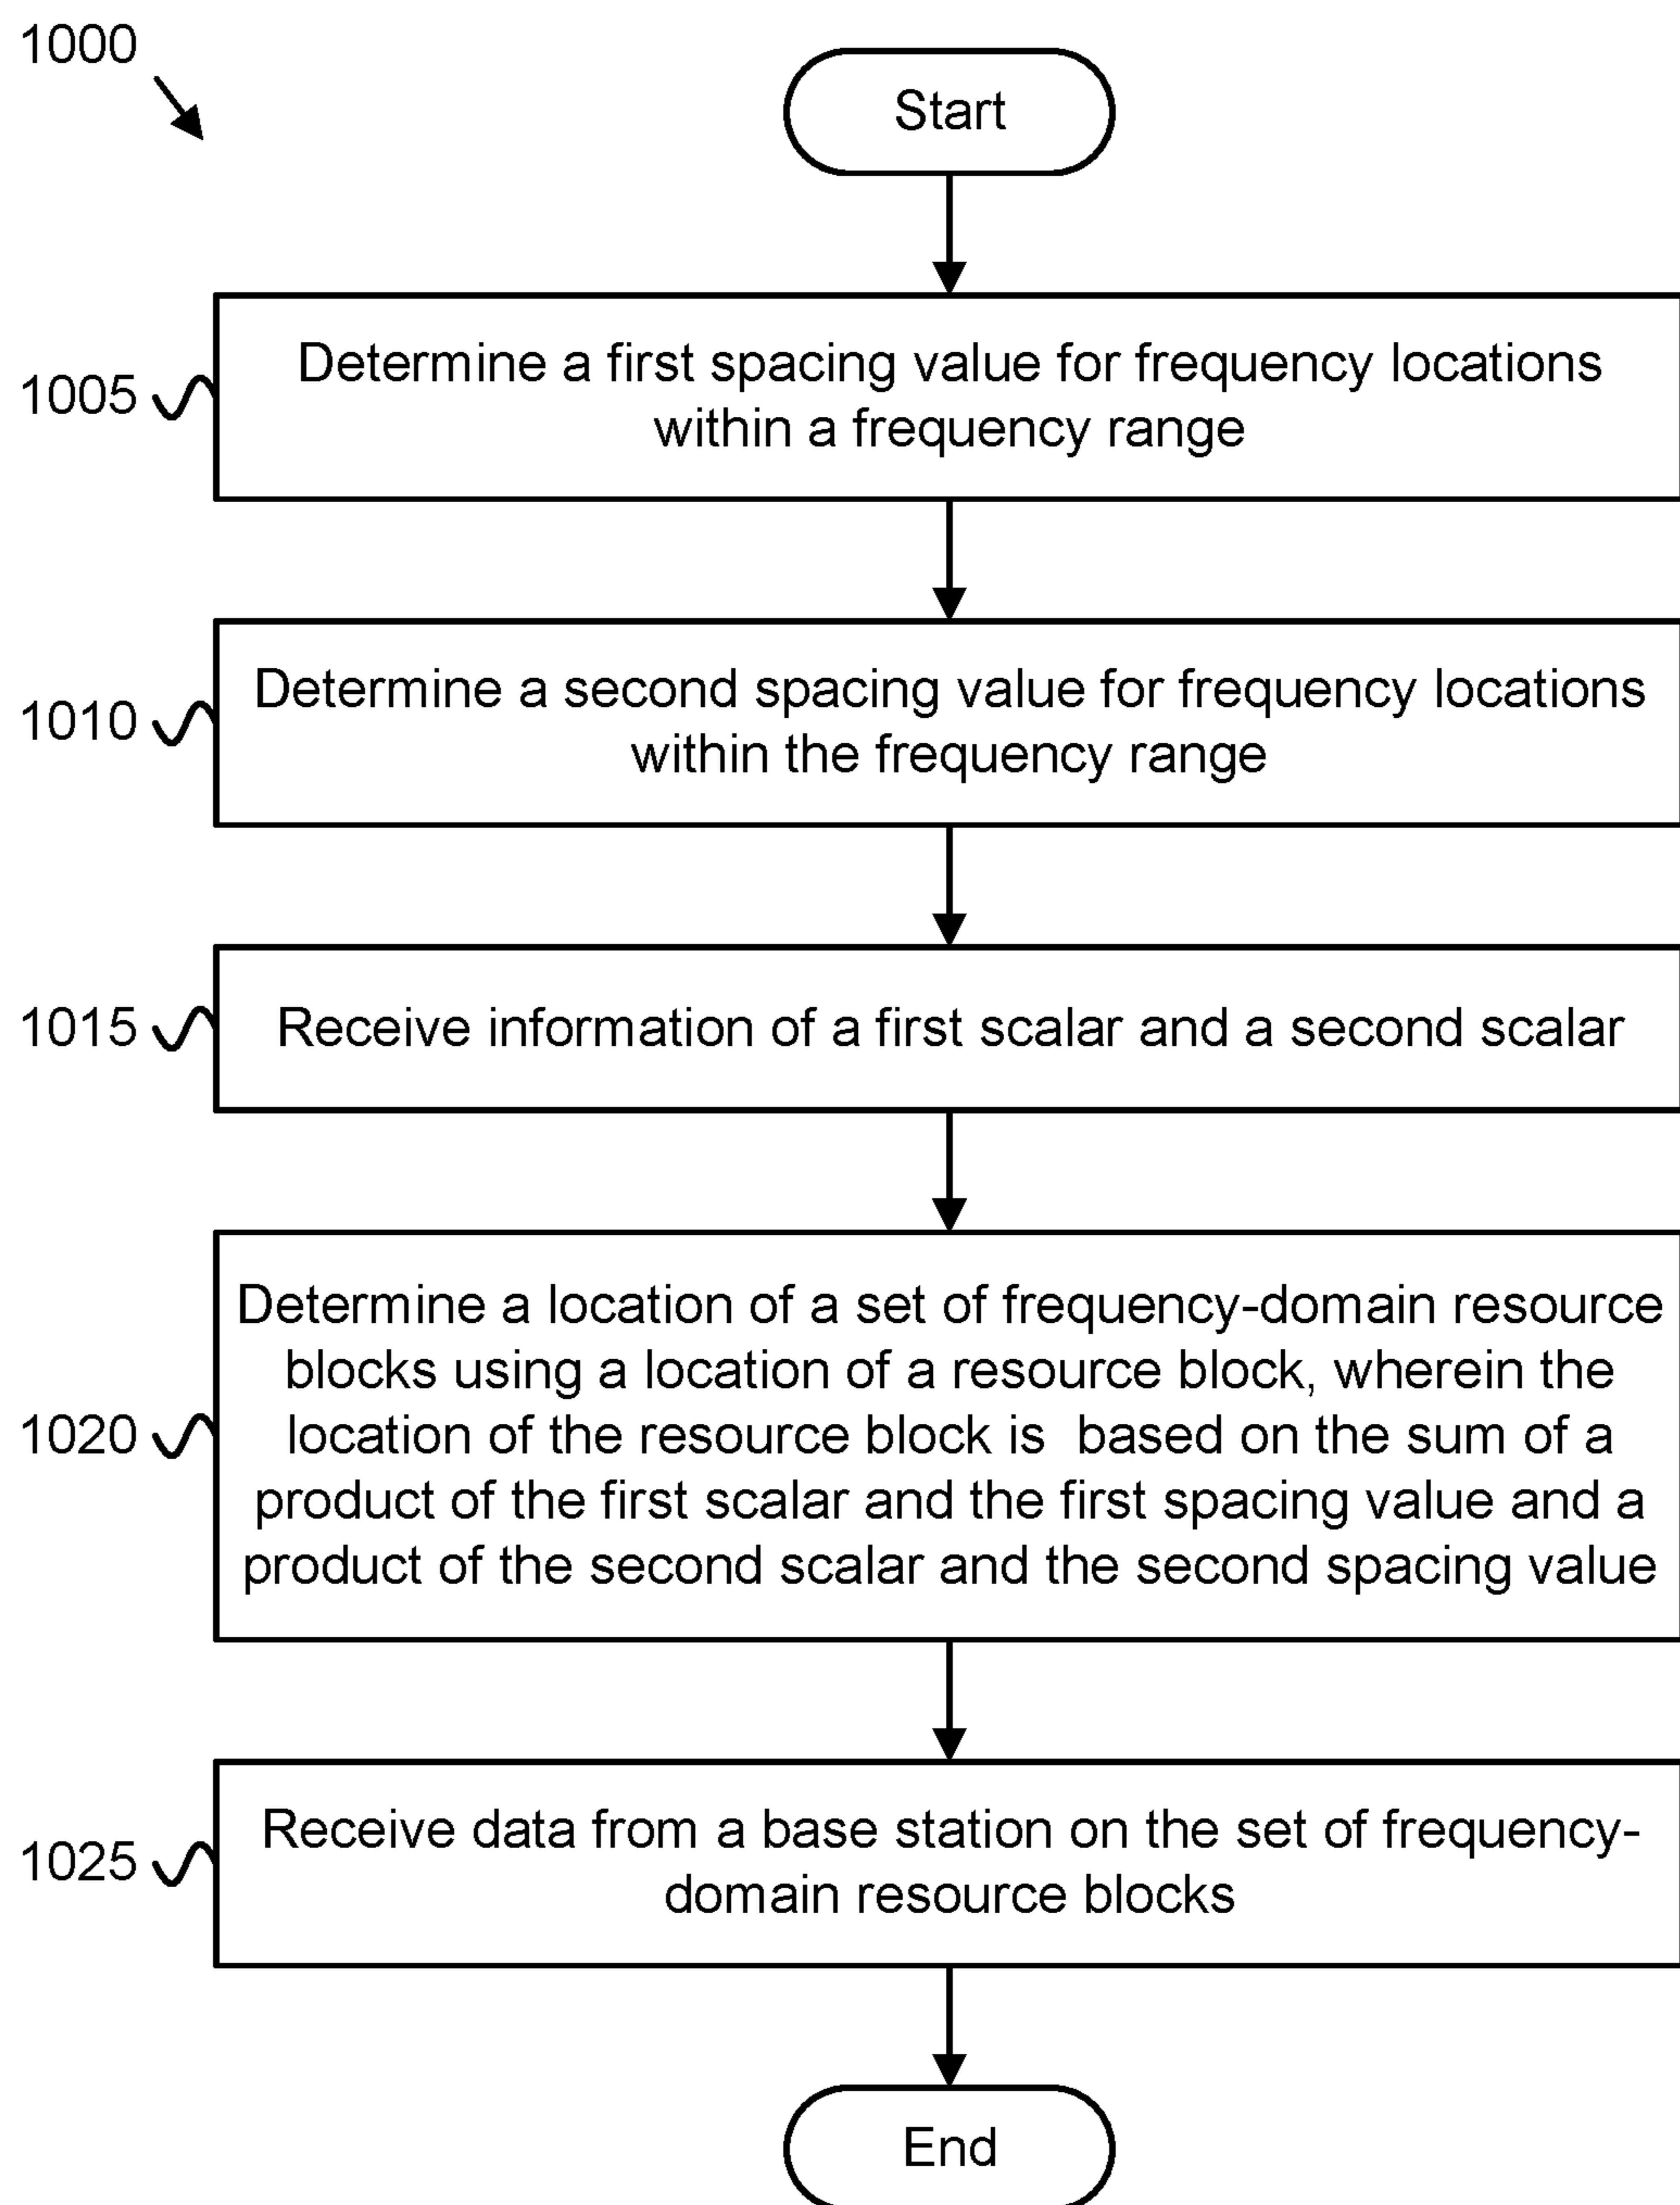 1000
Start
1005
Determine a first spacing value for frequency locations
within a frequency range
1010
Determine a second spacing value for frequency locations
within the frequency range
1015
Receive information of a first scalar and a second scalar
1020
Determine a location of a set of frequency-domain resource
blocks using a location of a resource block, wherein the
location of the resource block is based on the sum of a
product of the first scalar and the first spacing value and a
product of the second scalar and the second spacing value
1025
Receive data from a base station on the set of frequency-
domain resource blocks
End